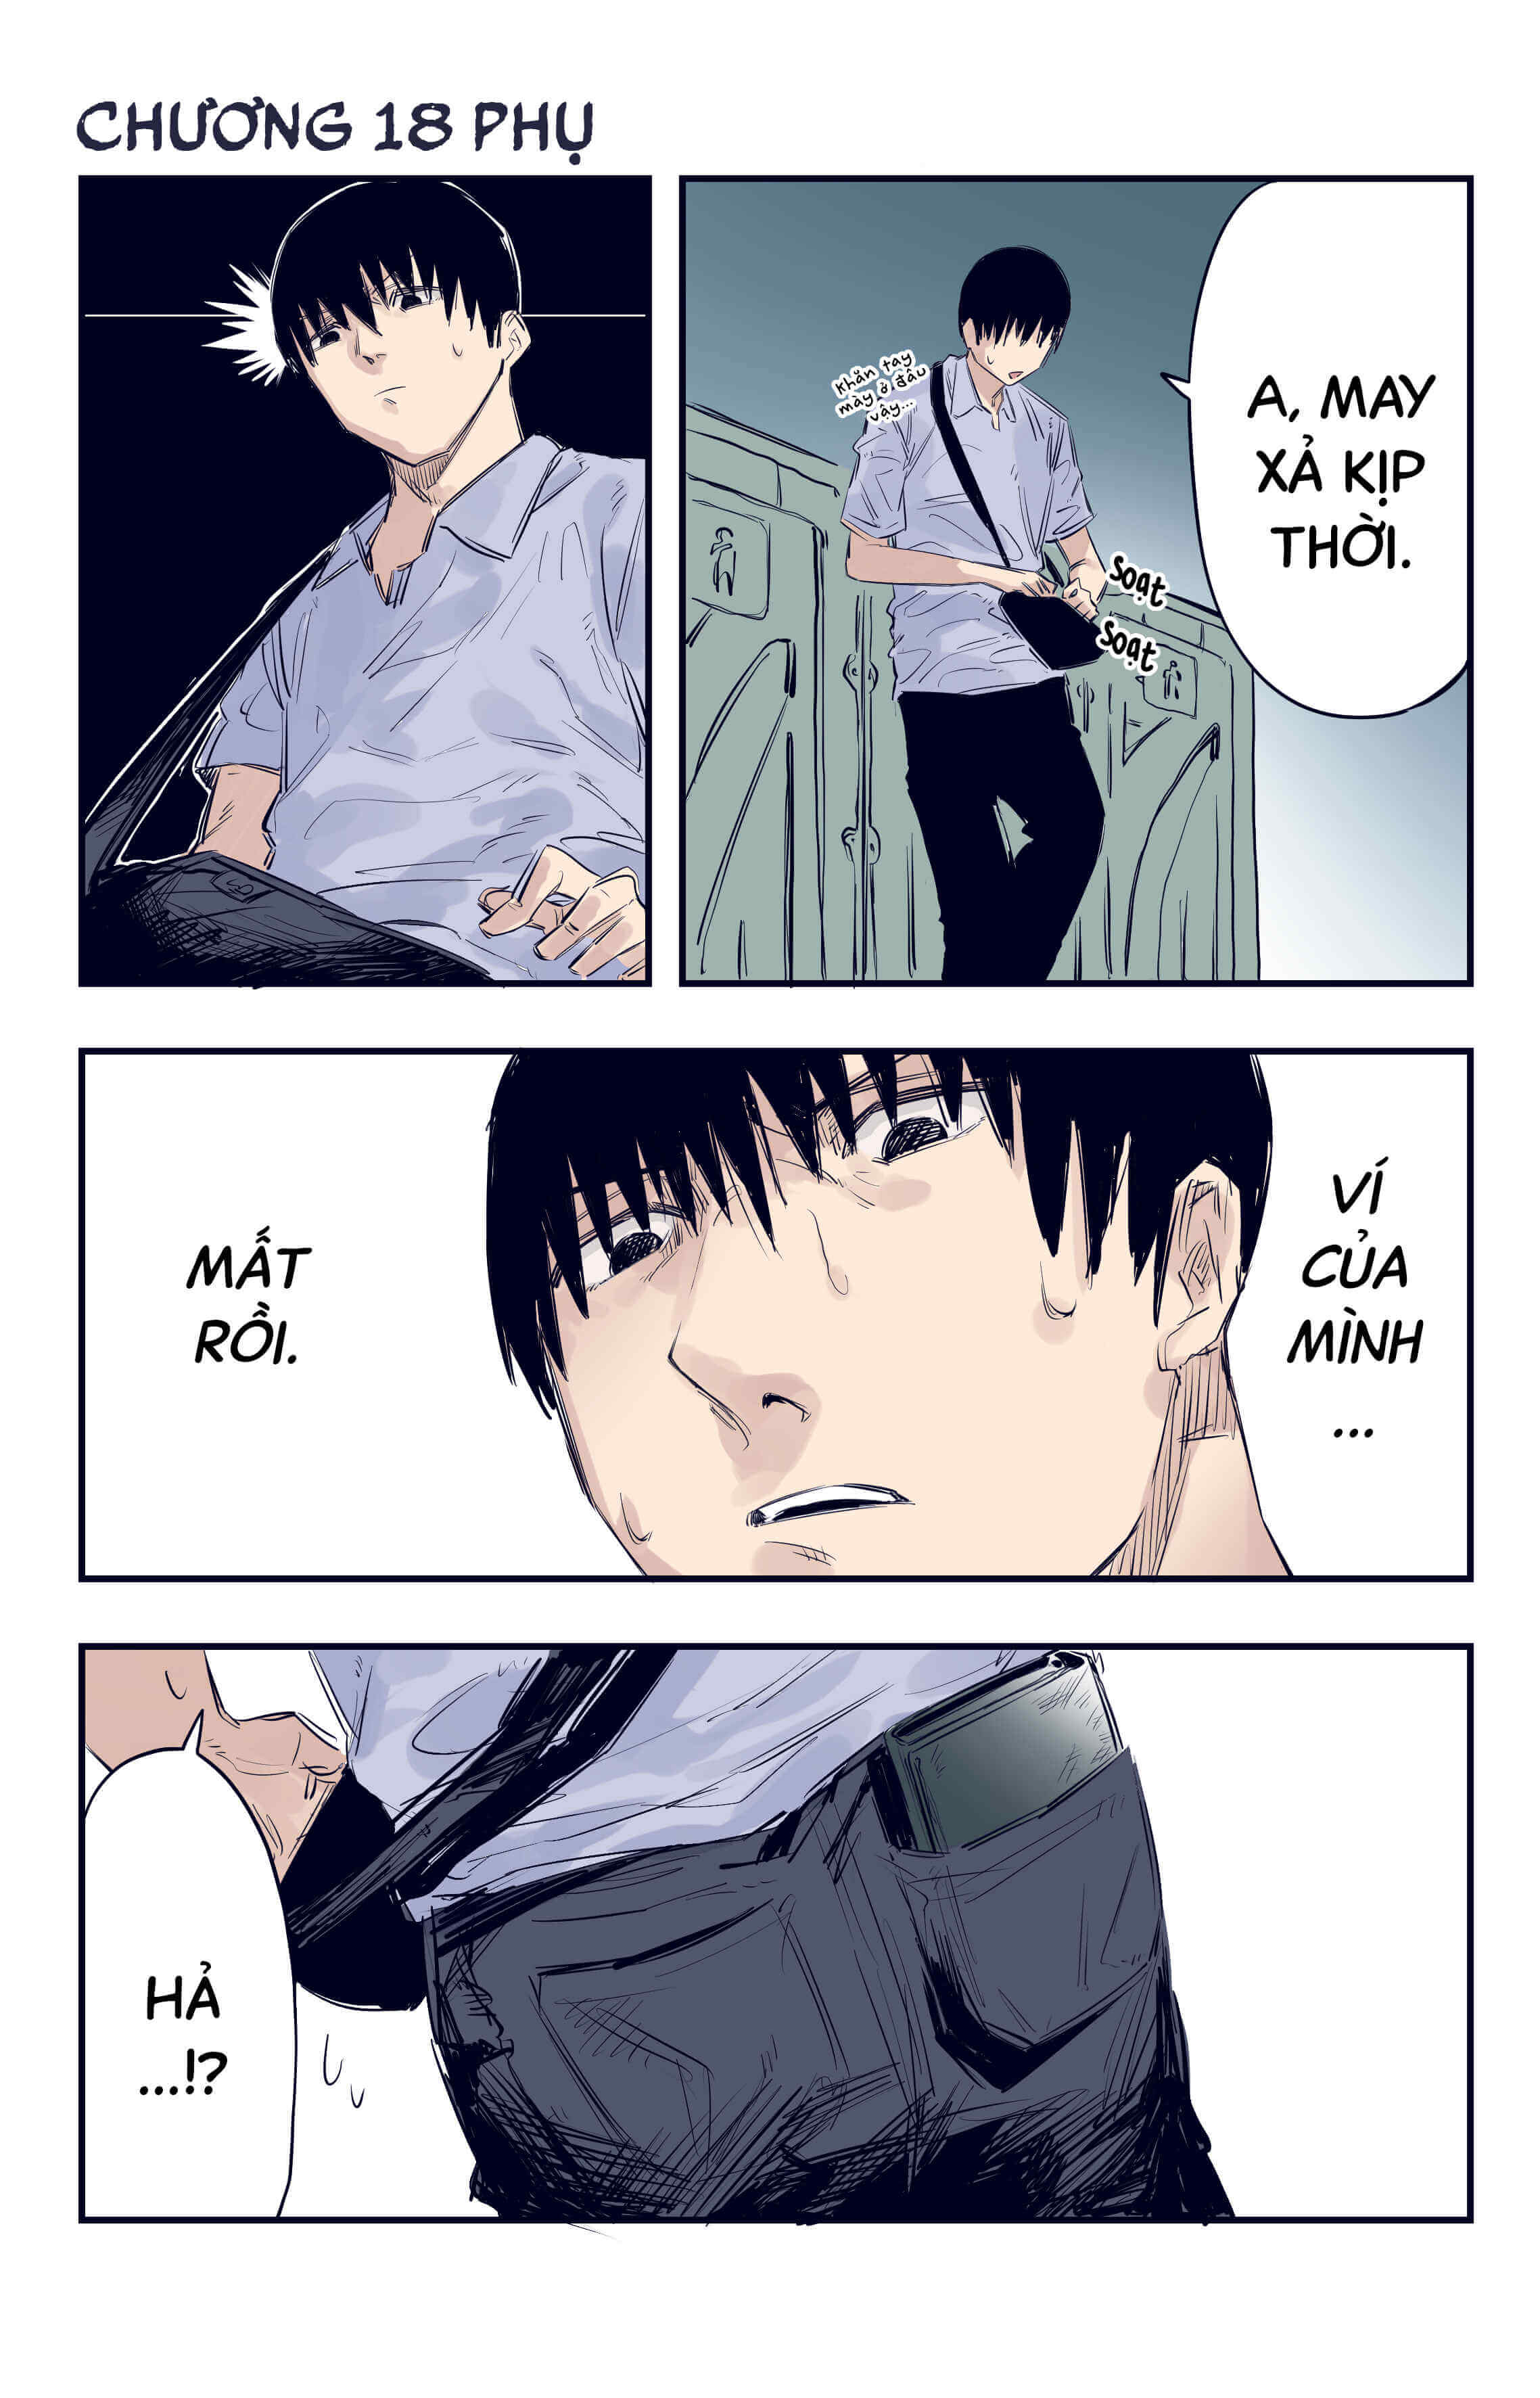 CHƯƠNG 18 PHỤ
A, MAY
XẢ KỊP
THỜI.
Khăn tay
mày ở đâu
vậy...
soạt
soạt
VÍ
CỦA
MÌNH
...
MẤT
RỒI.
HẢ
...!?